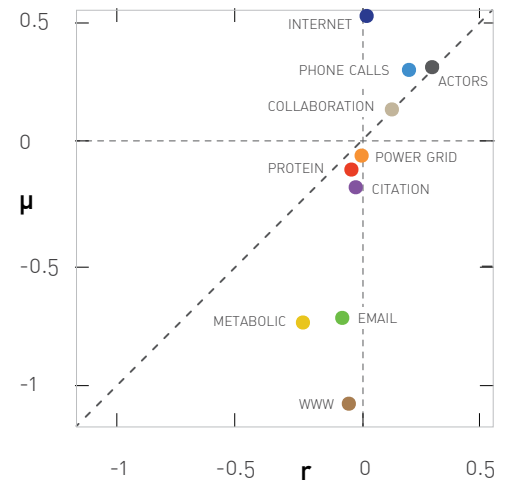 0.5
INTERNET
PHONE CALLS
ACTORS
COLLABORATION
0
POWER GRID
PROTEIN
CITATION
μ
-0.5
METABOLIC
EMAIL
-1
WWW
-1 -0.5 r 0 0.5